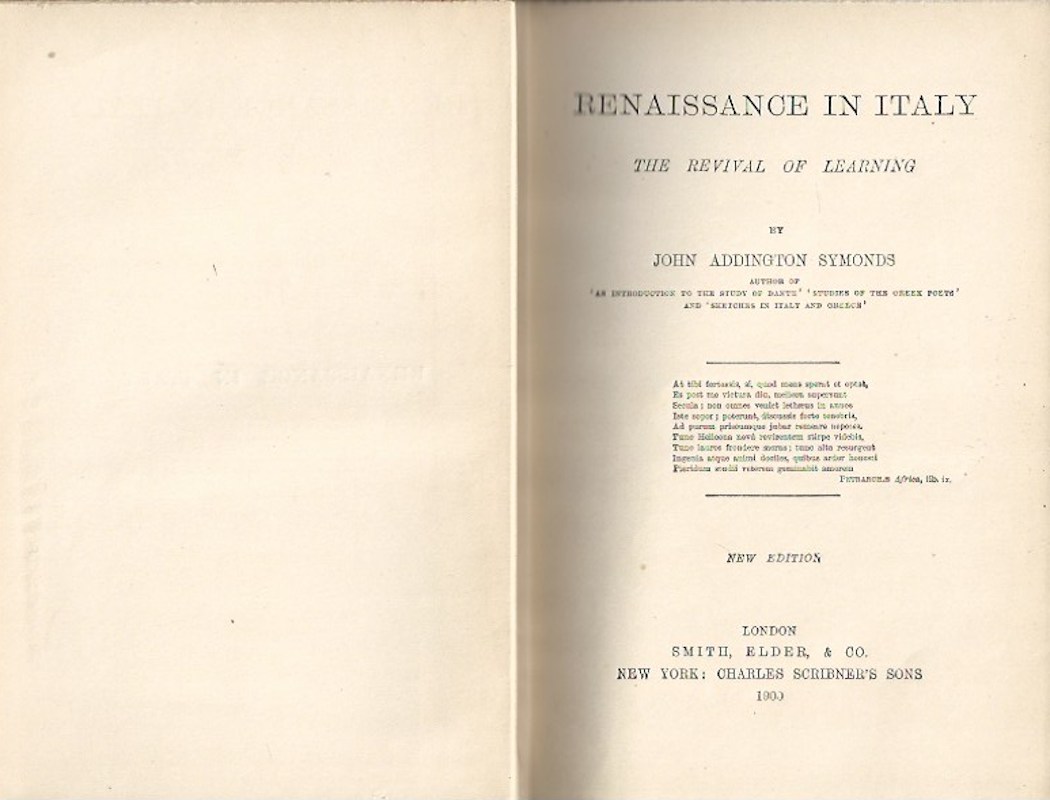 RENAISSANCE IN ITALY
THE REVIVAL OF LEARNING
BY
JOHN ADDINGTON SYMONDS
AUTHOR OF
'AN INTRODUCTION TO THE STUDY OF DANTE' 'STUDIES OF THE GREEK POETS'
AND 'SKETCHES IN ITALY AND GREECE'
At tibi fortassis, si, quod mens sperat et optat,
Es post me victura diu, meliora supersunt
Secula; non omnes veniet lethæus in annos
Iste sopor; poterunt, discussis forte tenebris,
Ad purum priscumque jubar remeare nepotes.
Tunc Helicona novâ revirentem stirpe videbis,
Tunc lauros frondere sacras; tunc alta resurgent
Ingenia atque animi dociles, quibus ardor honesti
Pieridum studii veterem geminabit amorem
PETRARCHÆ Africa, lib. ix.
NEW EDITION
LONDON
SMITH, ELDER, & CO.
NEW YORK: CHARLES SCRIBNER'S SONS
1900